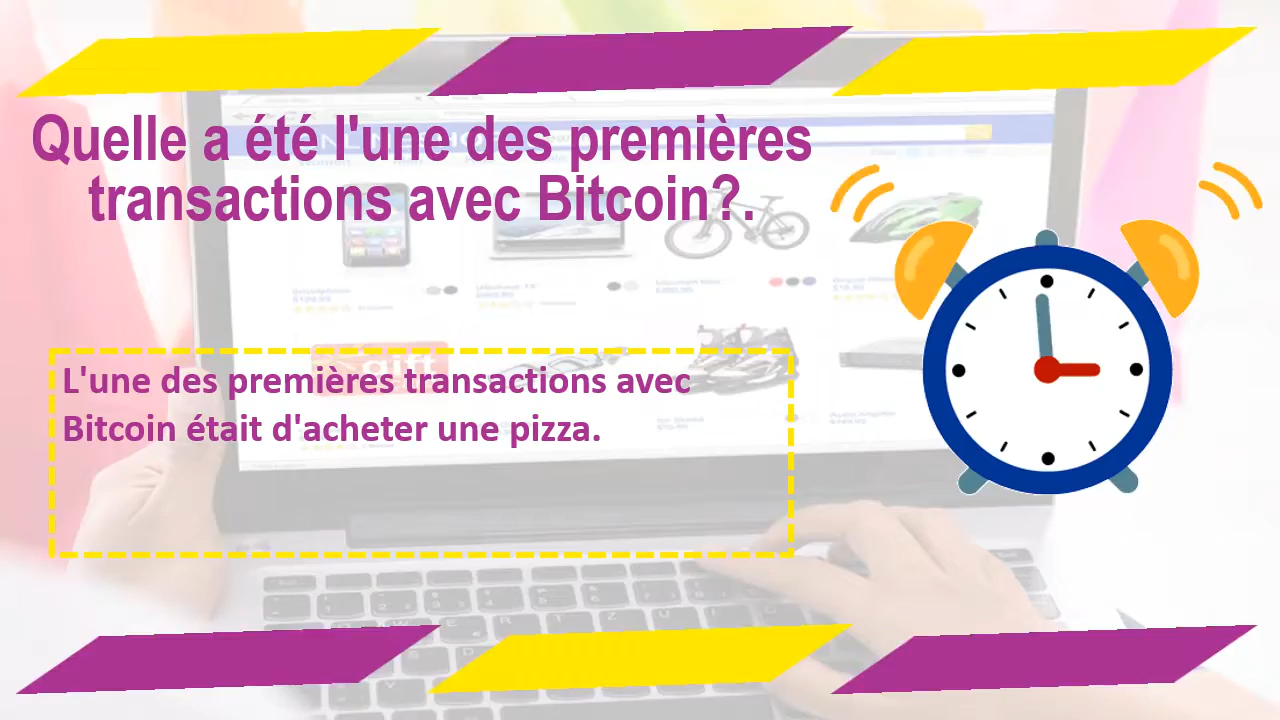 Quelle a été l'une des premières
transactions avec Bitcoin?.
L'une des premières transactions avec
Bitcoin était d'acheter une pizza.